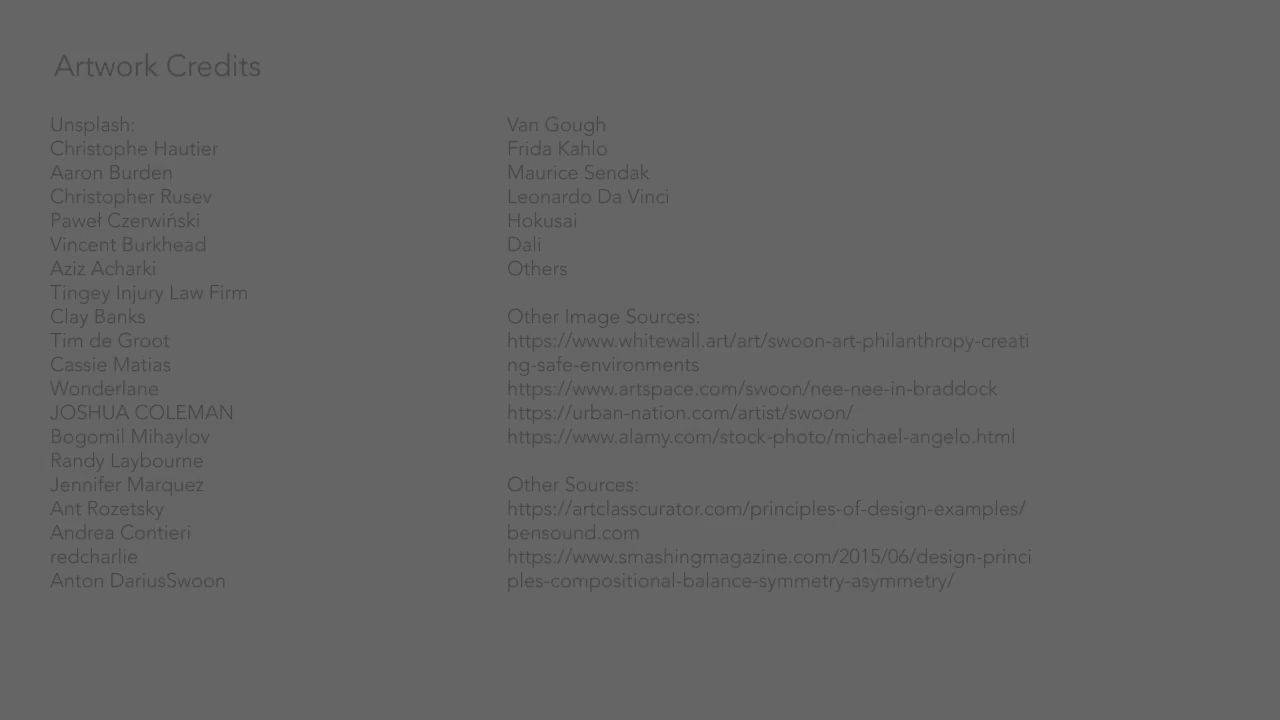 Artwork Credits
Unsplash:
Christophe Hautier
Aaron Burden
Christopher Rusev
Paweł Czerwiński
Vincent Burkhead
Aziz Acharki
Tingey Injury Law Firm
Clay Banks
Tim de Groot
Cassie Matias
Wonderlane
JOSHUA COLEMAN
Bogomil Mihaylov
Randy Laybourne
Jennifer Marquez
Ant Rozetsky
Andrea Contieri
redcharlie
Anton DariusSwoon
Van Gough
Frida Kahlo
Maurice Sendak
Leonardo Da Vinci
Hokusai
Dali
Others
Other Image Sources:
https://www.whitewall.art/art/swoon-art-philanthropy-creati
ng-safe-environments
https://www.artspace.com/swoon/nee-nee-in-braddock
https://urban-nation.com/artist/swoon/
https://www.alamy.com/stock-photo/michael-angelo.html
Other Sources:
https://artclasscurator.com/principles-of-design-examples/
bensound.com
https://www.smashingmagazine.com/2015/06/design-princi
ples-compositional-balance-symmetry-asymmetry/